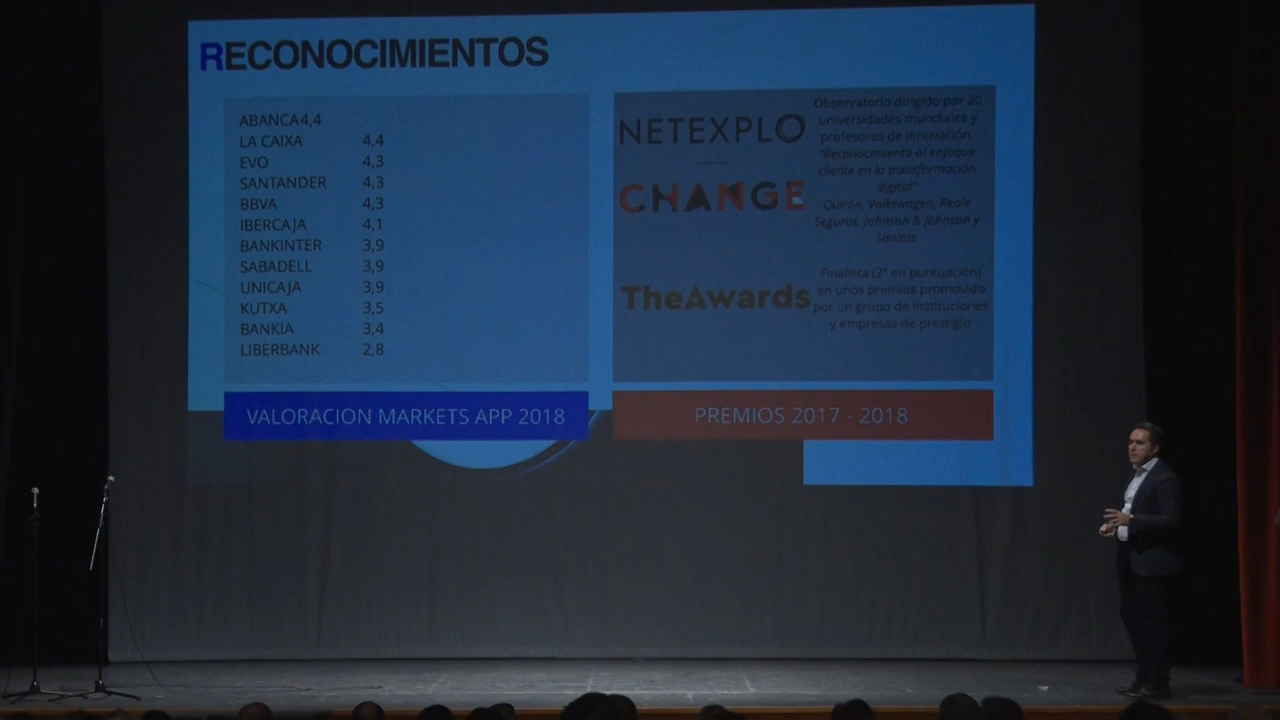 RECONOCIMIENTOS
ABANCA 4,4
LA CAIXA 4,4
EVO 4,3
SANTANDER 4,3
BBVA 4,3
IBERCAJA 4,1
BANKINTER 3,9
SABADELL 3,9
UNICAJA 3,9
KUTXA 3,5
BANKIA 3,4
LIBERBANK 2,8
VALORACION MARKETS APP 2018
NETEXPLO
CHANGE
Observatorio dirigido por 20
universidades mundiales y
profesores de innovación.
"Reconocimiento al enfoque
cliente en la transformación
digital"
Quirón, Volkswagen, Reale
Seguros, Johnson & Johnson y
Sanitas
TheAwards
Finalista (2ª en puntuación)
en unos premios promovido
por un grupo de instituciones
y empresas de prestigio
PREMIOS 2017 - 2018